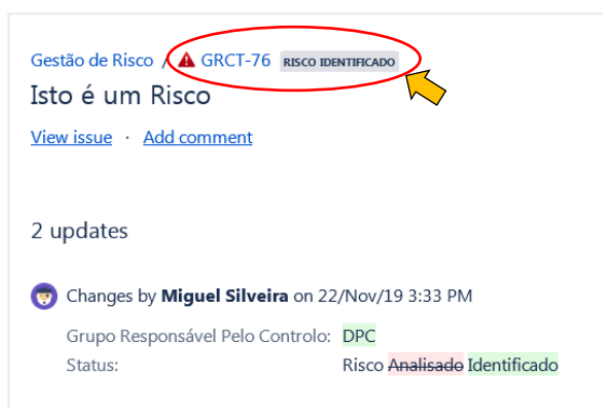 Gestão de Risco / GRCT-76 RISCO IDENTIFICADO
Isto é um Risco
View issue · Add comment
2 updates
Changes by Miguel Silveira on 22/Nov/19 3:33 PM
Grupo Responsável Pelo Controlo: DPC
Status: Risco Analisado Identificado